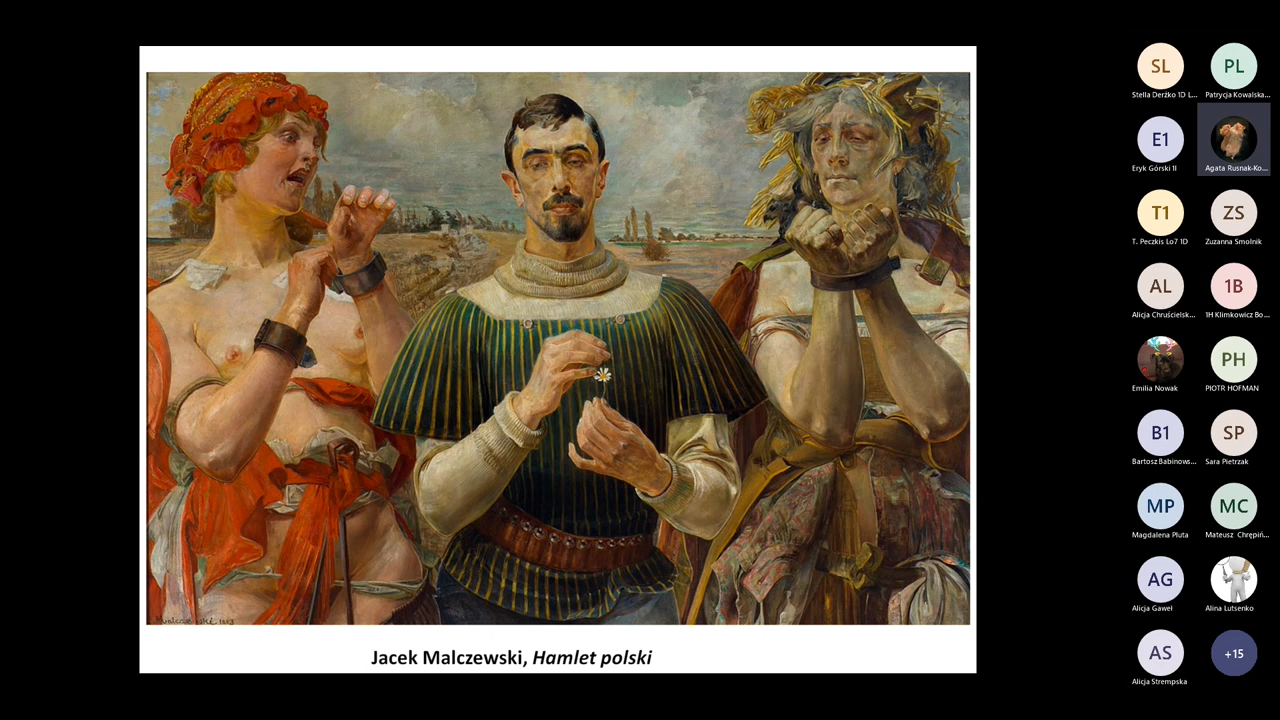 Jacek Malczewski, Hamlet polski
SL
Stella Derżko 1D L...
PL
Patrycja Kowalska...
E1
Eryk Górski 1I
Agata Rusnak-Ko...
T1
T. Peczkis Lo7 1D
ZS
Zuzanna Smolnik
AL
Alicja Chruścielsk...
1B
1H Klimkowicz Bo...
Emilia Nowak
PH
PIOTR HOFMAN
B1
Bartosz Babinows...
SP
Sara Pietrzak
MP
Magdalena Pluta
MC
Mateusz Chrępiń...
AG
Alicja Gaweł
Alina Lutsenko
AS
Alicja Strempska
+15